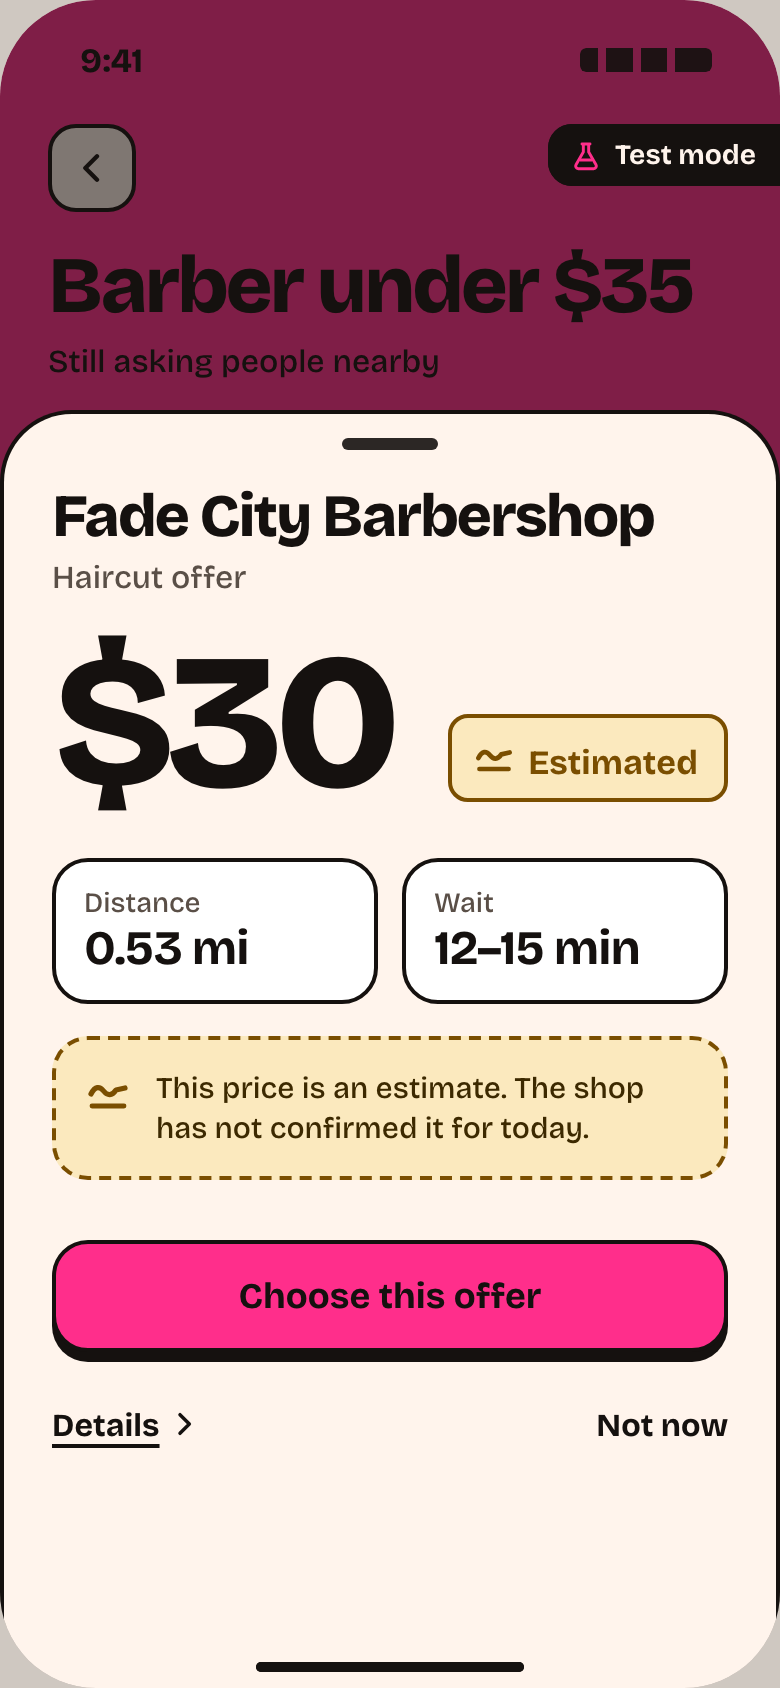 9:41
Test mode
Barber under $35
Still asking people nearby
Fade City Barbershop
Haircut offer
$30
Estimated
Distance
0.53 mi
Wait
12–15 min
This price is an estimate. The shop
has not confirmed it for today.
Choose this offer
Details
Not now